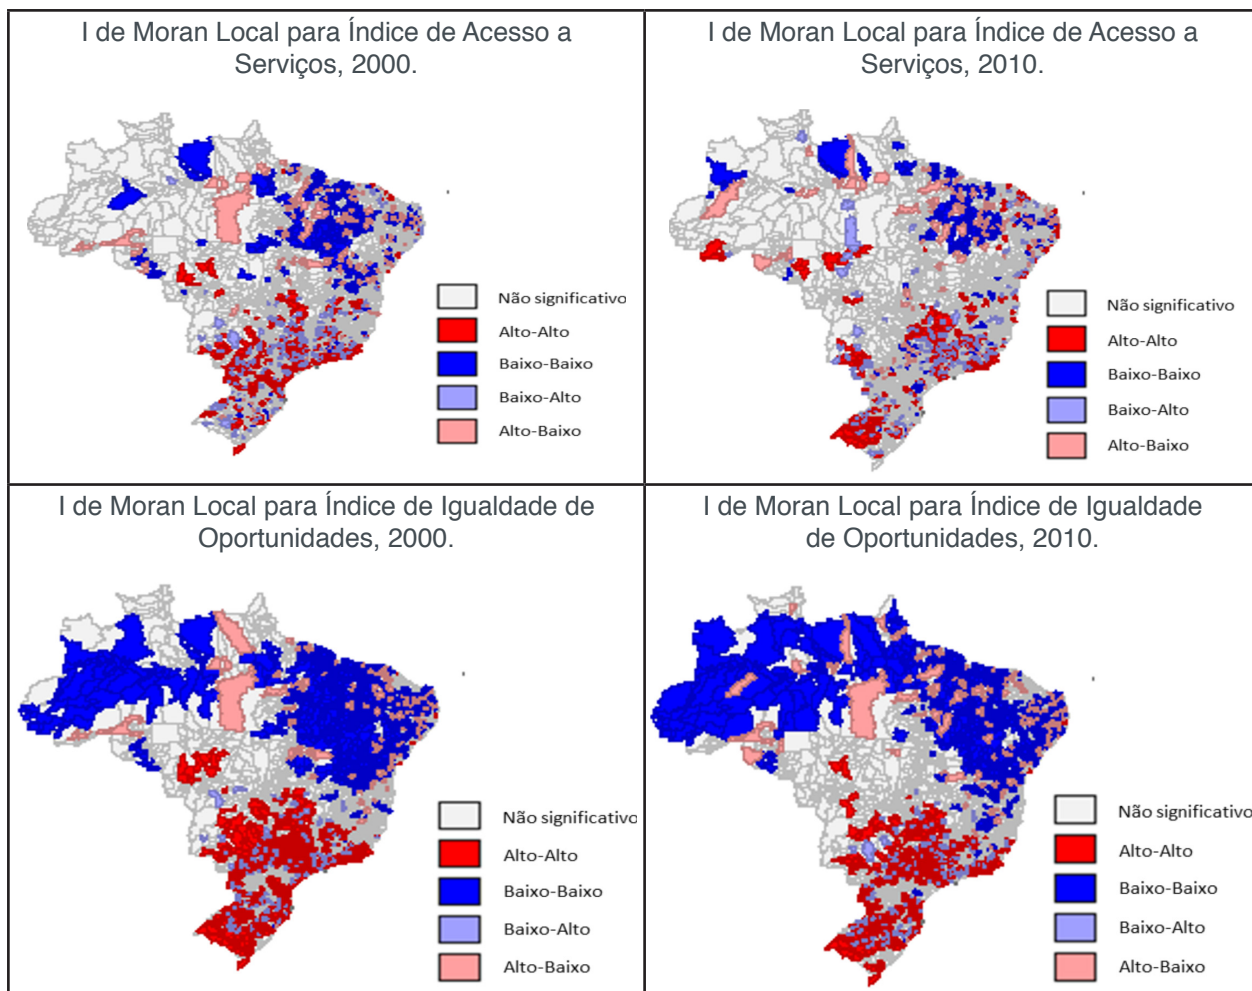 I de Moran Local para Índice de Acesso a
Serviços, 2000.
Não significativo
Alto-Alto
Baixo-Baixo
Baixo-Alto
Alto-Baixo
I de Moran Local para Índice de Acesso a
Serviços, 2010.
Não significativo
Alto-Alto
Baixo-Baixo
Baixo-Alto
Alto-Baixo
I de Moran Local para Índice de Igualdade de
Oportunidades, 2000.
Não significativo
Alto-Alto
Baixo-Baixo
Baixo-Alto
Alto-Baixo
I de Moran Local para Índice de Igualdade
de Oportunidades, 2010.
Não significativo
Alto-Alto
Baixo-Baixo
Baixo-Alto
Alto-Baixo